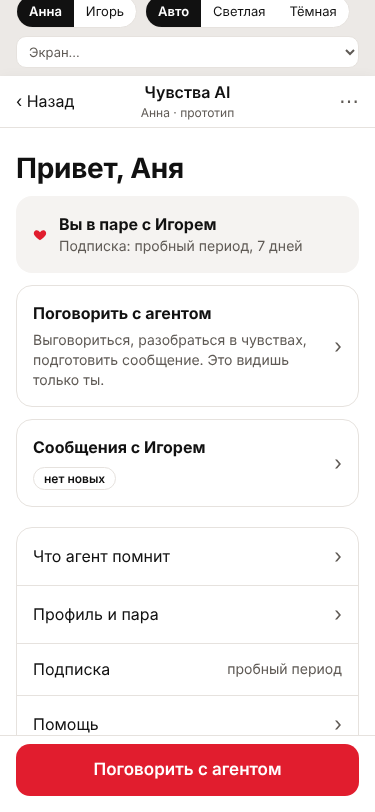 Анна Игорь Авто Светлая Тёмная
Экран...
‹ Назад
Чувства AI
Анна · прототип
Привет, Аня
Вы в паре с Игорем
Подписка: пробный период, 7 дней
Поговорить с агентом
Выговориться, разобраться в чувствах,
подготовить сообщение. Это видишь
только ты.
Сообщения с Игорем
нет новых
Что агент помнит
Профиль и пара
Подписка пробный период
Помощь
Поговорить с агентом